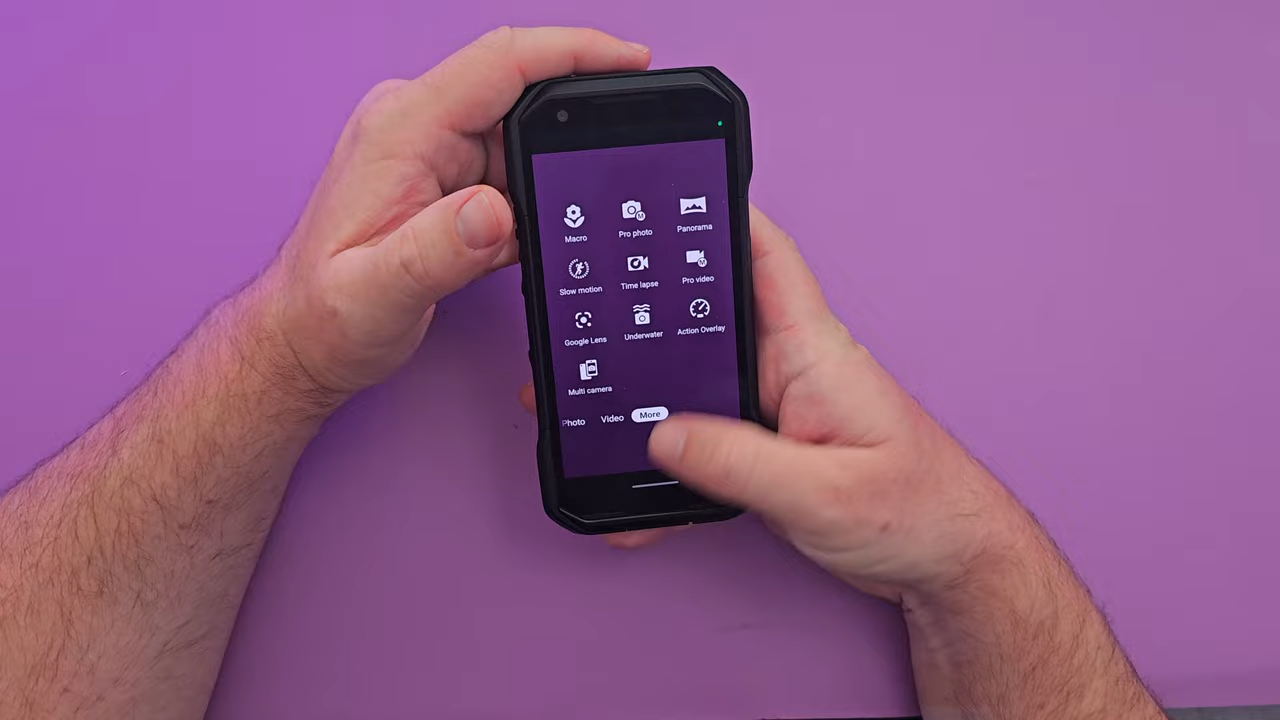 Macro Pro photo Panorama
Slow motion Time lapse Pro video
Google Lens Underwater Action Overlay
Multi camera
Photo Video More